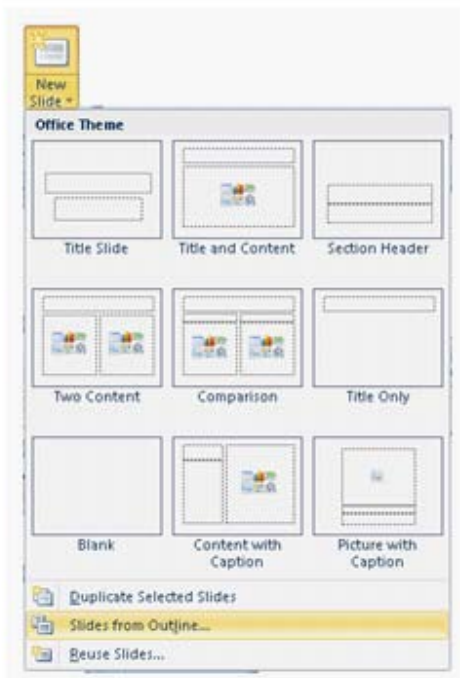 New
Slide
Office Theme
Title Slide
Title and Content
Section Header
Two Content
Comparison
Title Only
Blank
Content with
Caption
Picture with
Caption
Duplicate Selected Slides
Slides from Outline...
Reuse Slides...